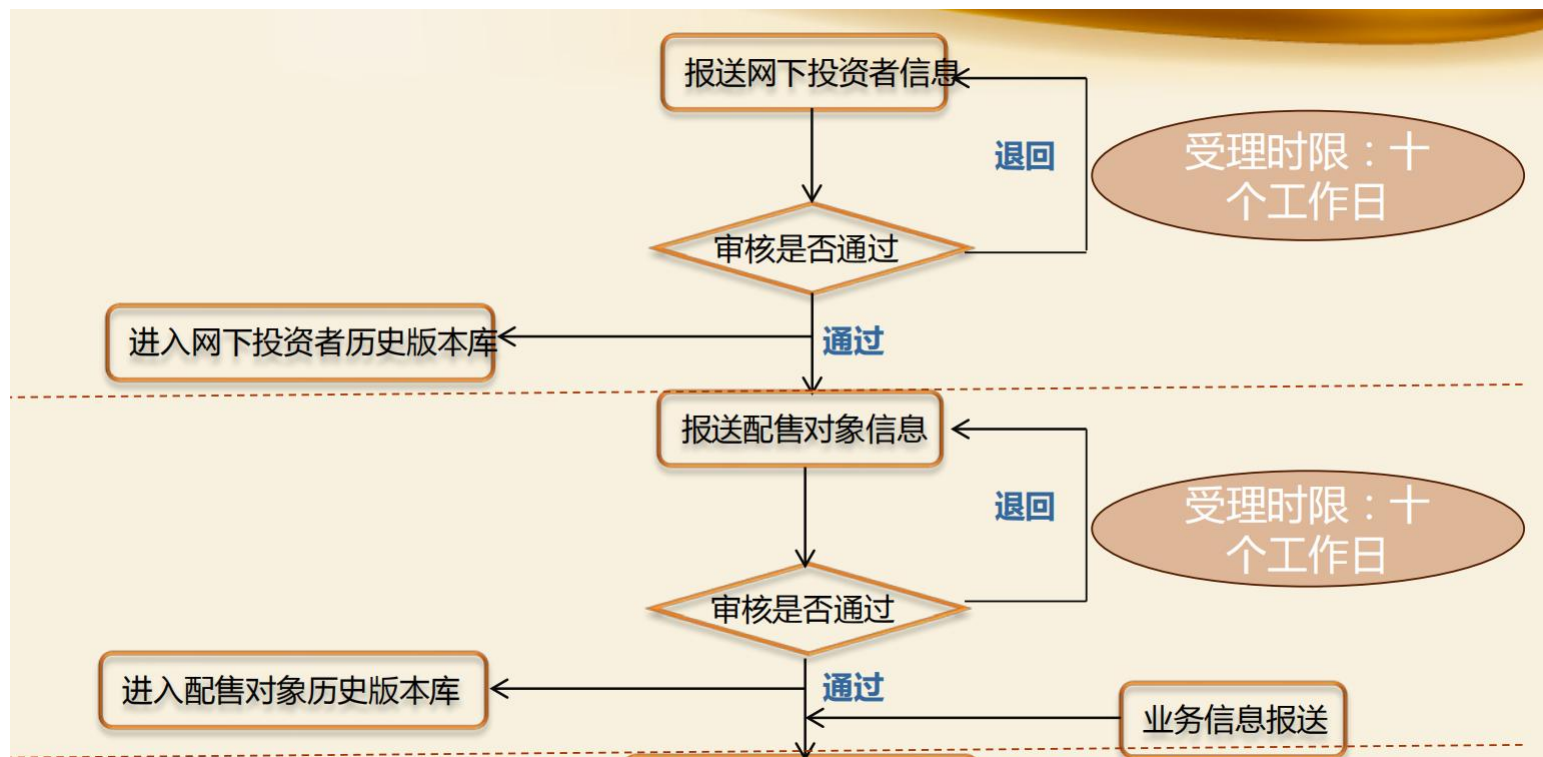 报送网下投资者信息
退回
受理时限：十
个工作日
审核是否通过
进入网下投资者历史版本库
通过
报送配售对象信息
退回
受理时限：十
个工作日
审核是否通过
进入配售对象历史版本库
通过
业务信息报送